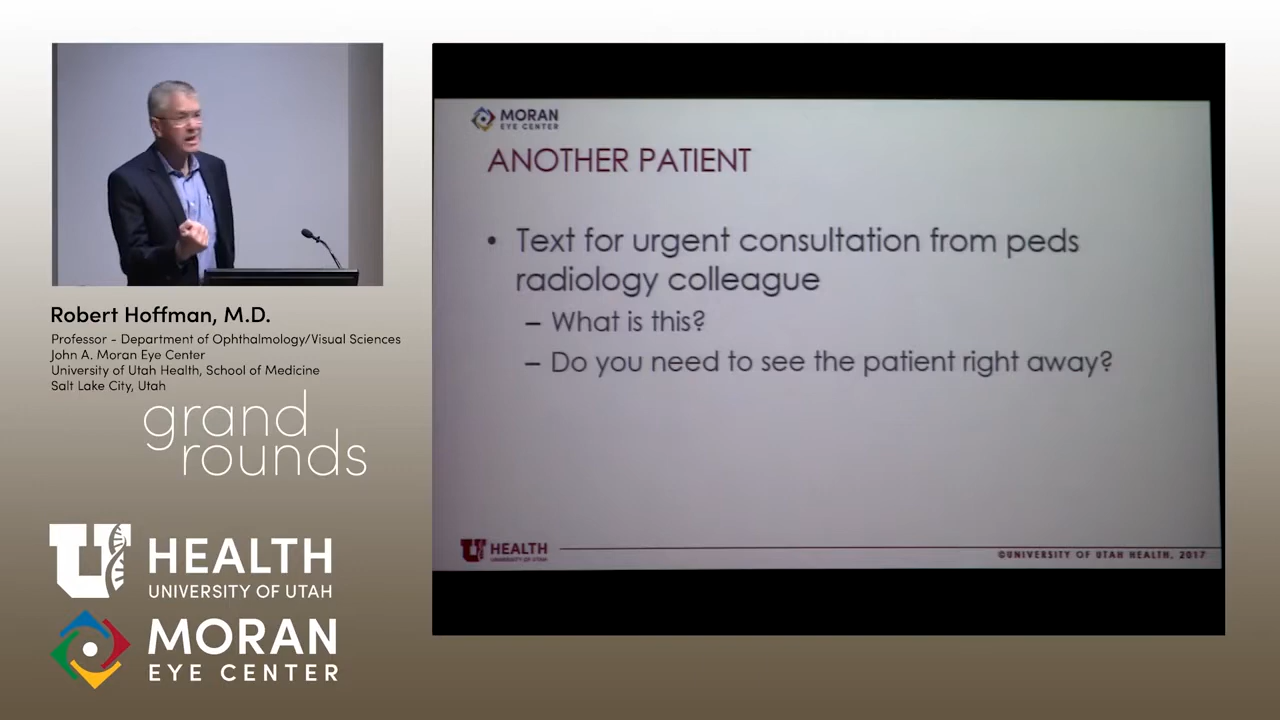 Robert Hoffman, M.D.
Professor - Department of Ophthalmology/Visual Sciences
John A. Moran Eye Center
University of Utah Health, School of Medicine
Salt Lake City, Utah
grand
rounds
U
HEALTH
UNIVERSITY OF UTAH
MORAN
EYE CENTER
MORAN
EYE CENTER
ANOTHER PATIENT
• Text for urgent consultation from peds
radiology colleague
– What is this?
– Do you need to see the patient right away?
U HEALTH
UNIVERSITY OF UTAH
©UNIVERSITY OF UTAH HEALTH, 2017